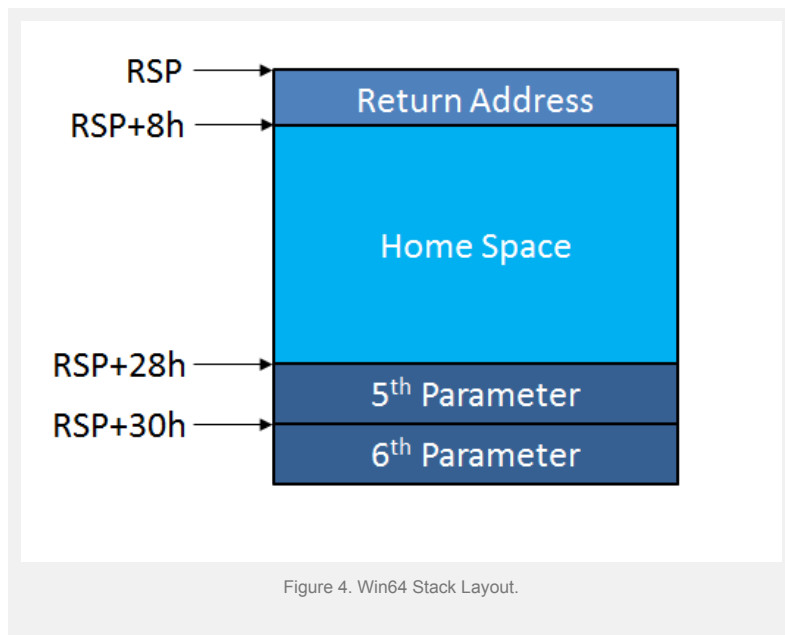 RSP
Return Address
RSP+8h
Home Space
RSP+28h
5th Parameter
RSP+30h
6th Parameter
Figure 4. Win64 Stack Layout.